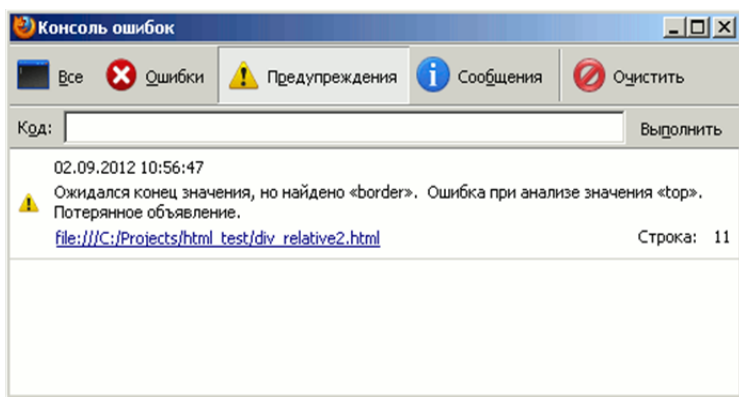 Консоль ошибок
Все Ошибки Предупреждения Сообщения Очистить
Код: Выполнить
02.09.2012 10:56:47
Ожидался конец значения, но найдено «border». Ошибка при анализе значения «top».
Потерянное объявление.
file:///C:/Projects/html_test/div_relative2.html Строка: 11